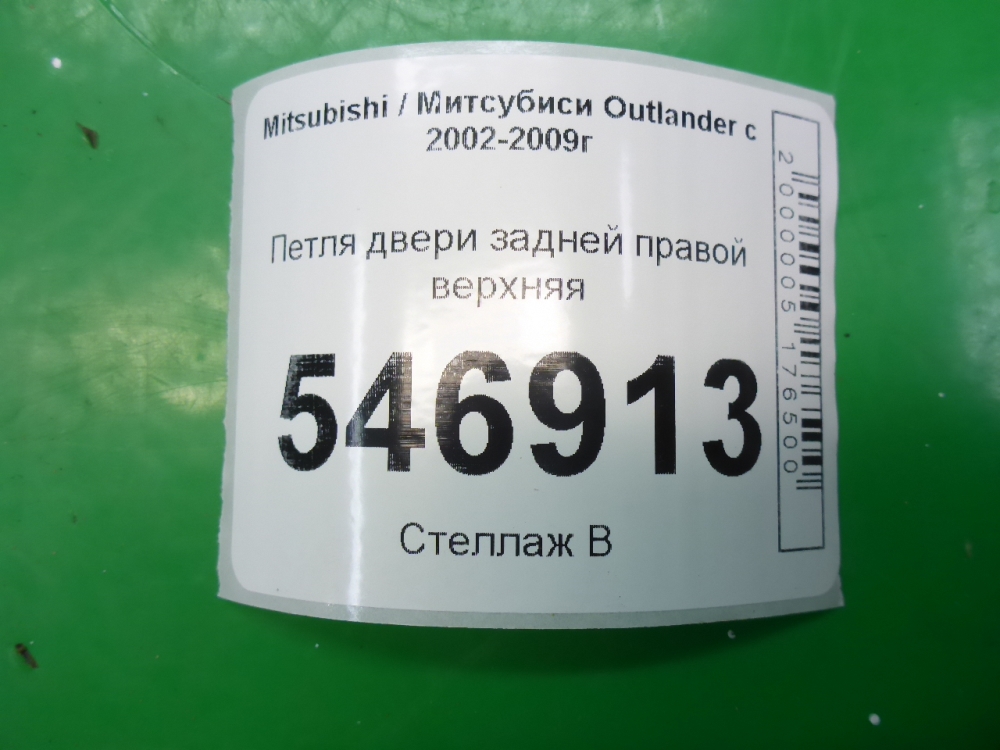 Mitsubishi / Митсубиси Outlander с
2002-2009г
Петля двери задней правой
верхняя
546913
Стеллаж В
2000005176500